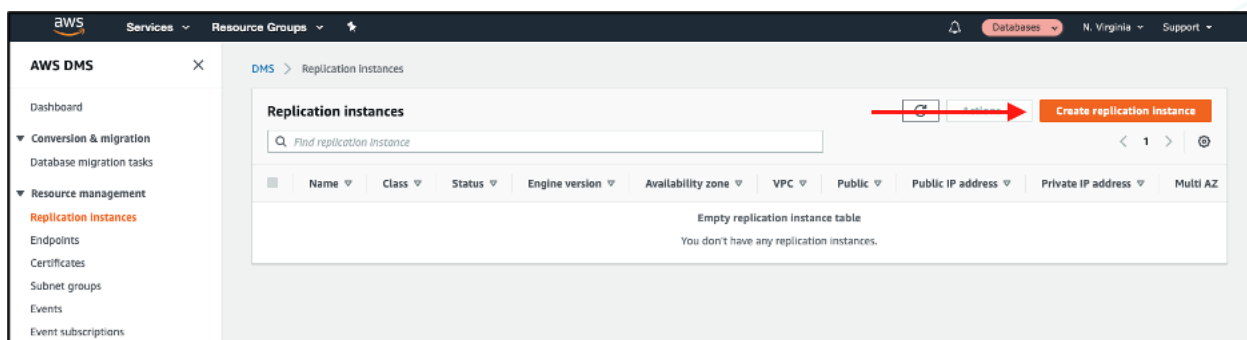 aws Services Resource Groups Databases N. Virginia Support
AWS DMS
DMS > Replication instances
Dashboard
Conversion & migration
Database migration tasks
Resource management
Replication instances
Endpoints
Certificates
Subnet groups
Events
Event subscriptions
Replication instances
Actions Create replication instance
Find replication instance
< 1 >
Name Class Status Engine version Availability zone VPC Public Public IP address Private IP address Multi AZ
Empty replication instance table
You don't have any replication instances.